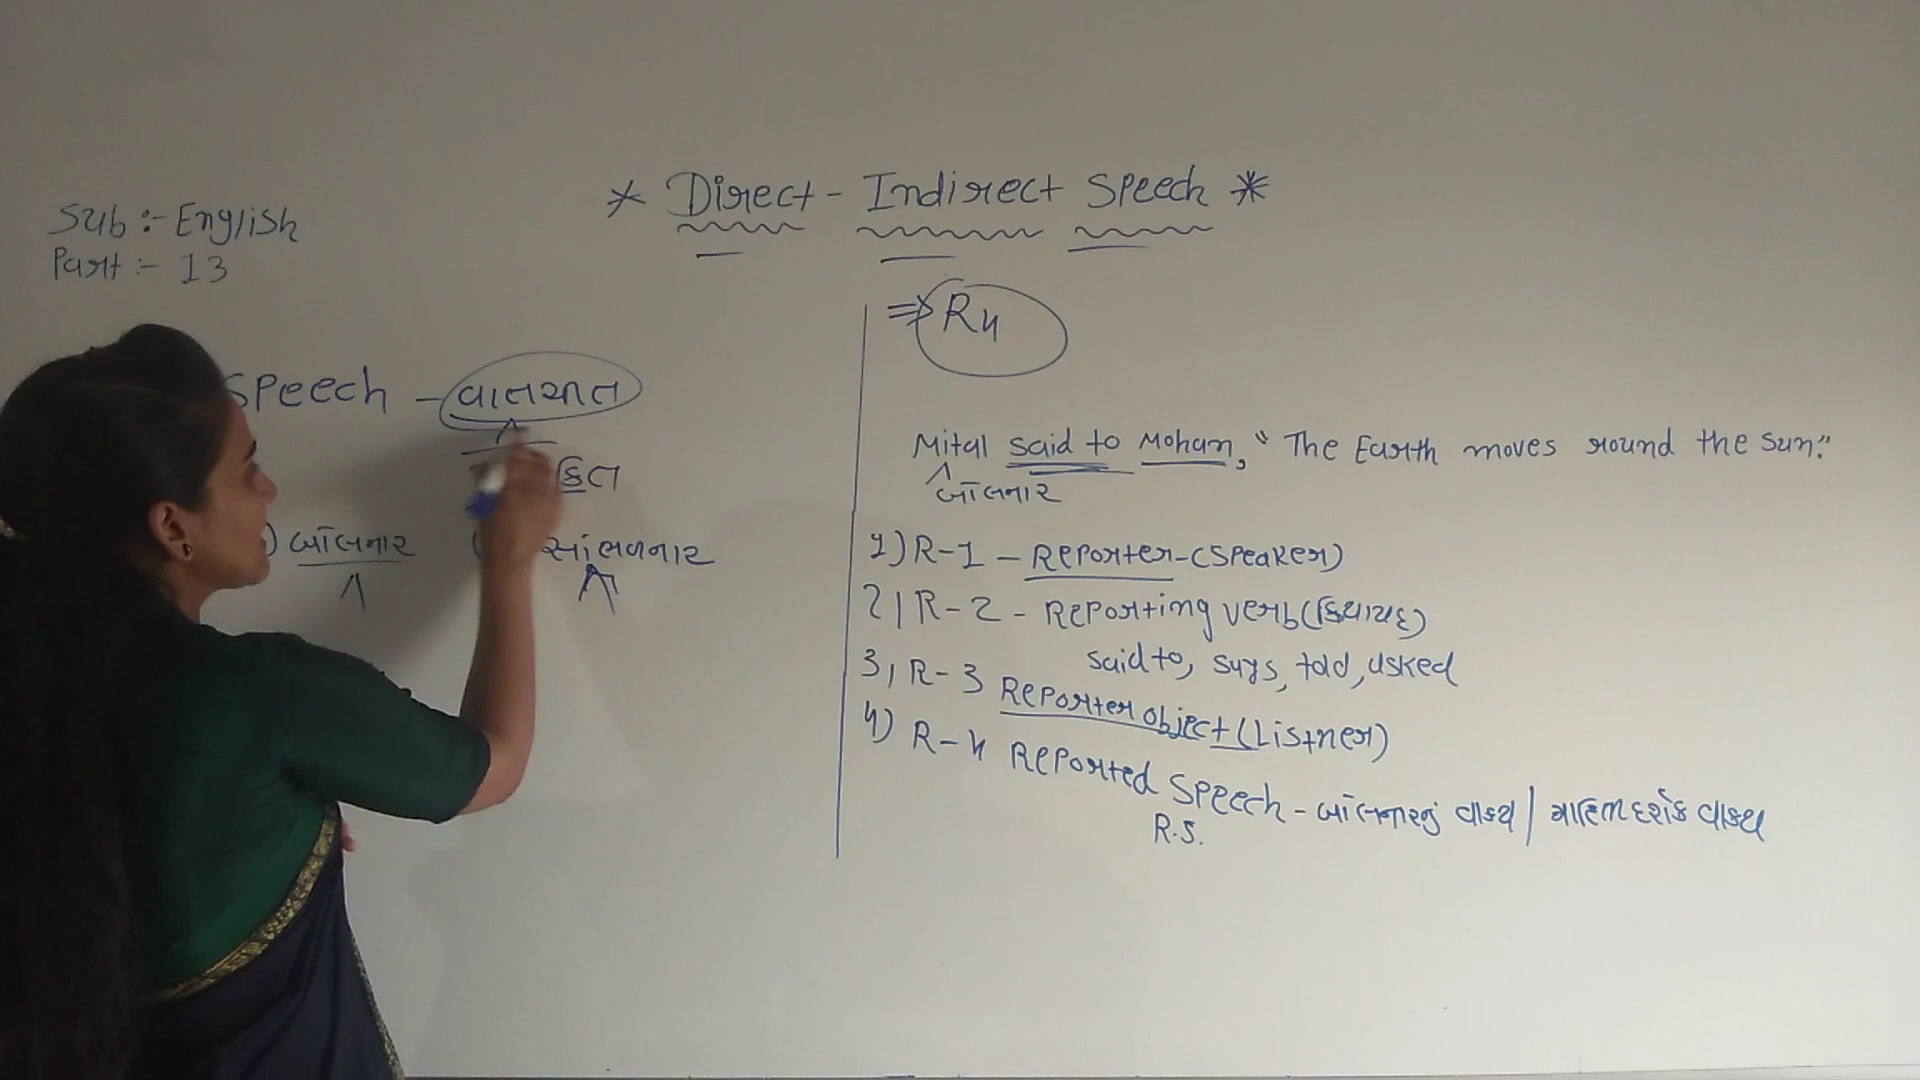 * Direct - Indirect Speech *
Sub :- English
Part :- 13
Speech - વાતચીત
ક્તિ
) બોલનાર સાંભળનાર
⇒ R4
Mital said to Mohan, "The Earth moves round the sun."
બોલનાર
1) R-1 - Reporter-(Speaker)
2) R-2 - Reporting verb (ક્રિયાપદ)
said to, says, told, asked
3) R-3 Reporter object (Listner)
4) R-4 Reported Speech - બોલનારનું વાક્ય / માહિતીદર્શક વાક્ય
R.S.